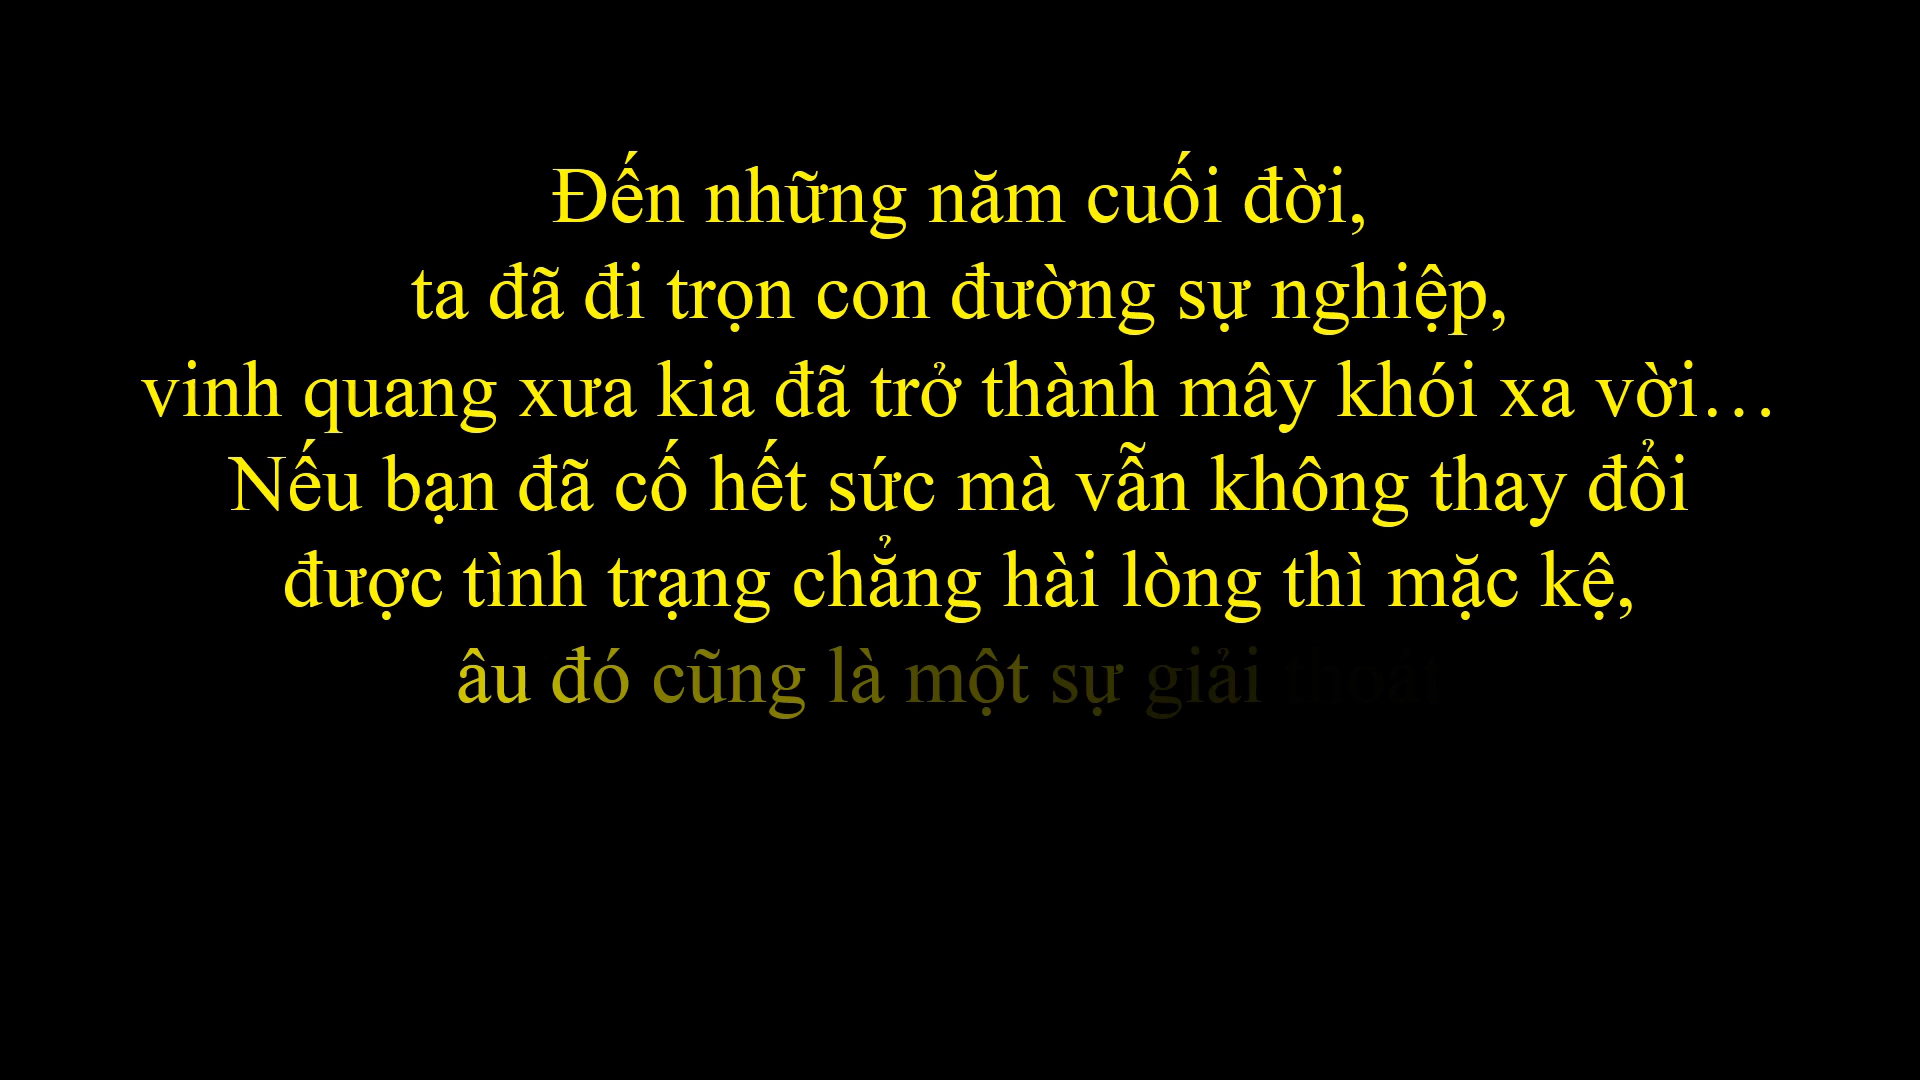 Đến những năm cuối đời,
ta đã đi trọn con đường sự nghiệp,
vinh quang xưa kia đã trở thành mây khói xa vời…
Nếu bạn đã cố hết sức mà vẫn không thay đổi
được tình trạng chẳng hài lòng thì mặc kệ,
âu đó cũng là một sự giải thoát